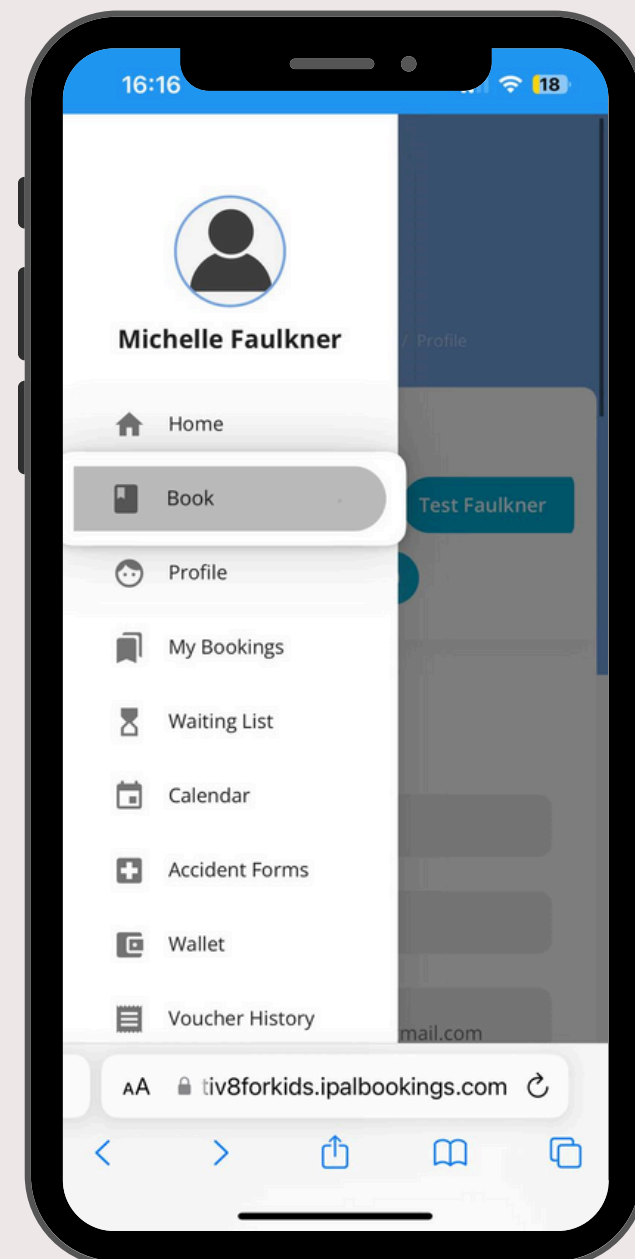 16:16
18
Michelle Faulkner
/ Profile
Home
Book
Test Faulkner
Profile
My Bookings
Waiting List
Calendar
Accident Forms
Wallet
Voucher History
mail.com
AA
tiv8forkids.ipalbookings.com